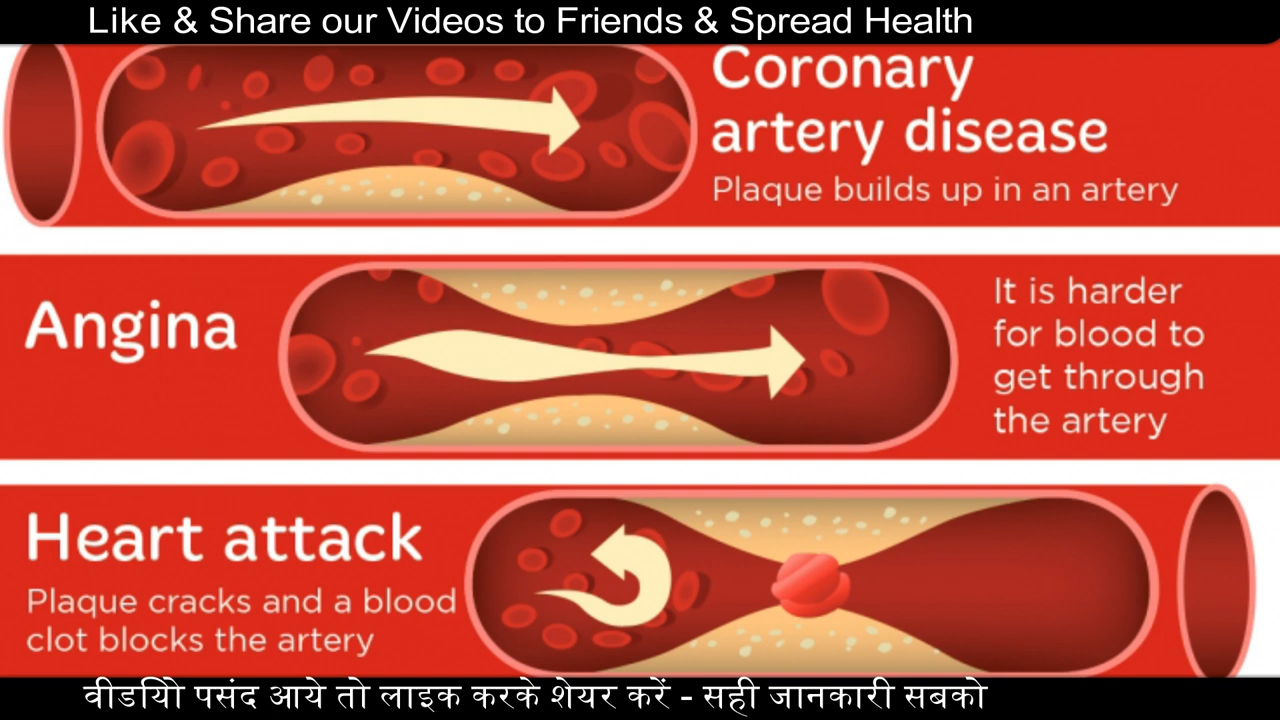 Like & Share our Videos to Friends & Spread Health
Coronary
artery disease
Plaque builds up in an artery
Angina
It is harder
for blood to
get through
the artery
Heart attack
Plaque cracks and a blood
clot blocks the artery
वीडयिो पसंद आये तो लाइक करके शेयर करें - सही जानकारी सबको